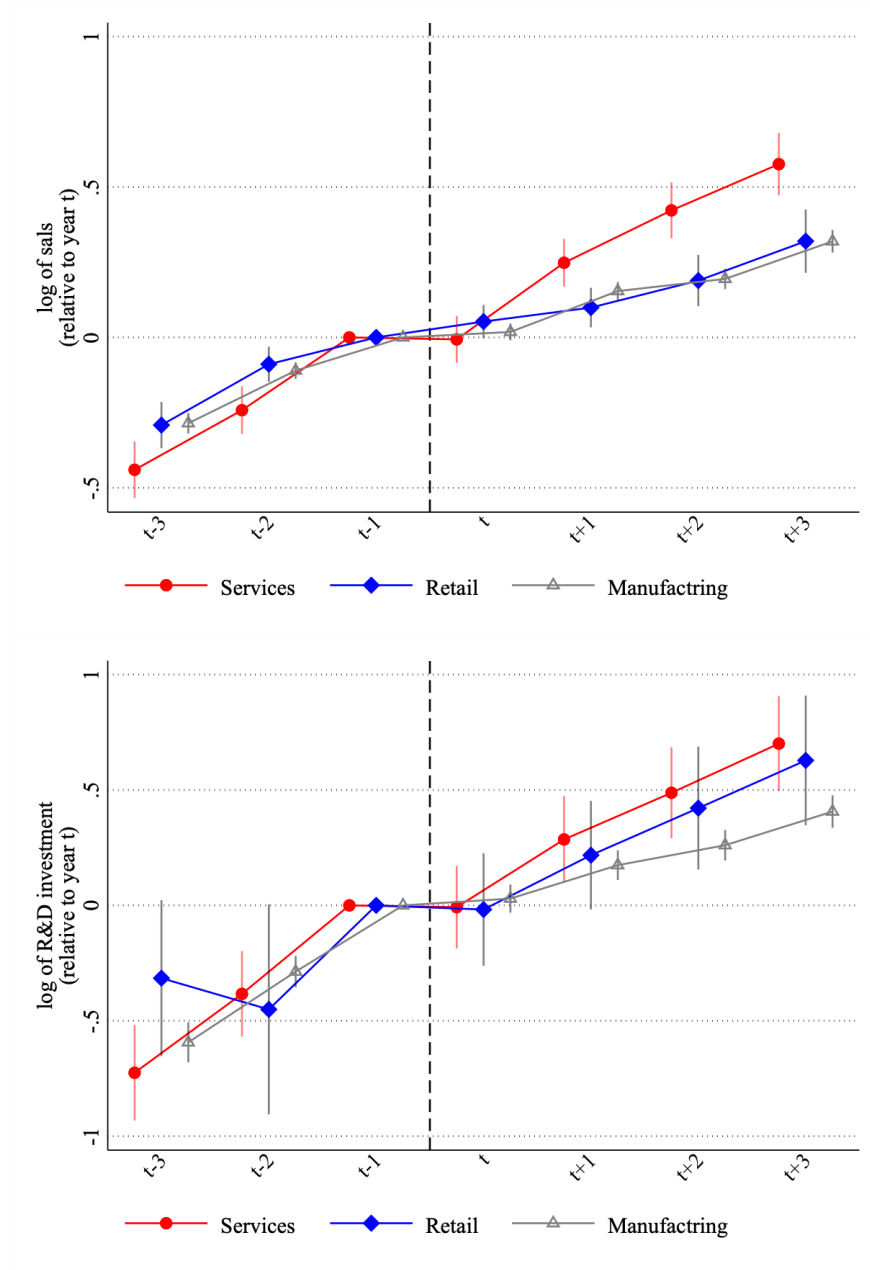 log of sals
(relative to year t)
1
.5
0
-.5
t-3 t-2 t-1 t t+1 t+2 t+3
Services Retail Manufactring
log of R&D investment
(relative to year t)
1
.5
0
-.5
-1
t-3 t-2 t-1 t t+1 t+2 t+3
Services Retail Manufactring